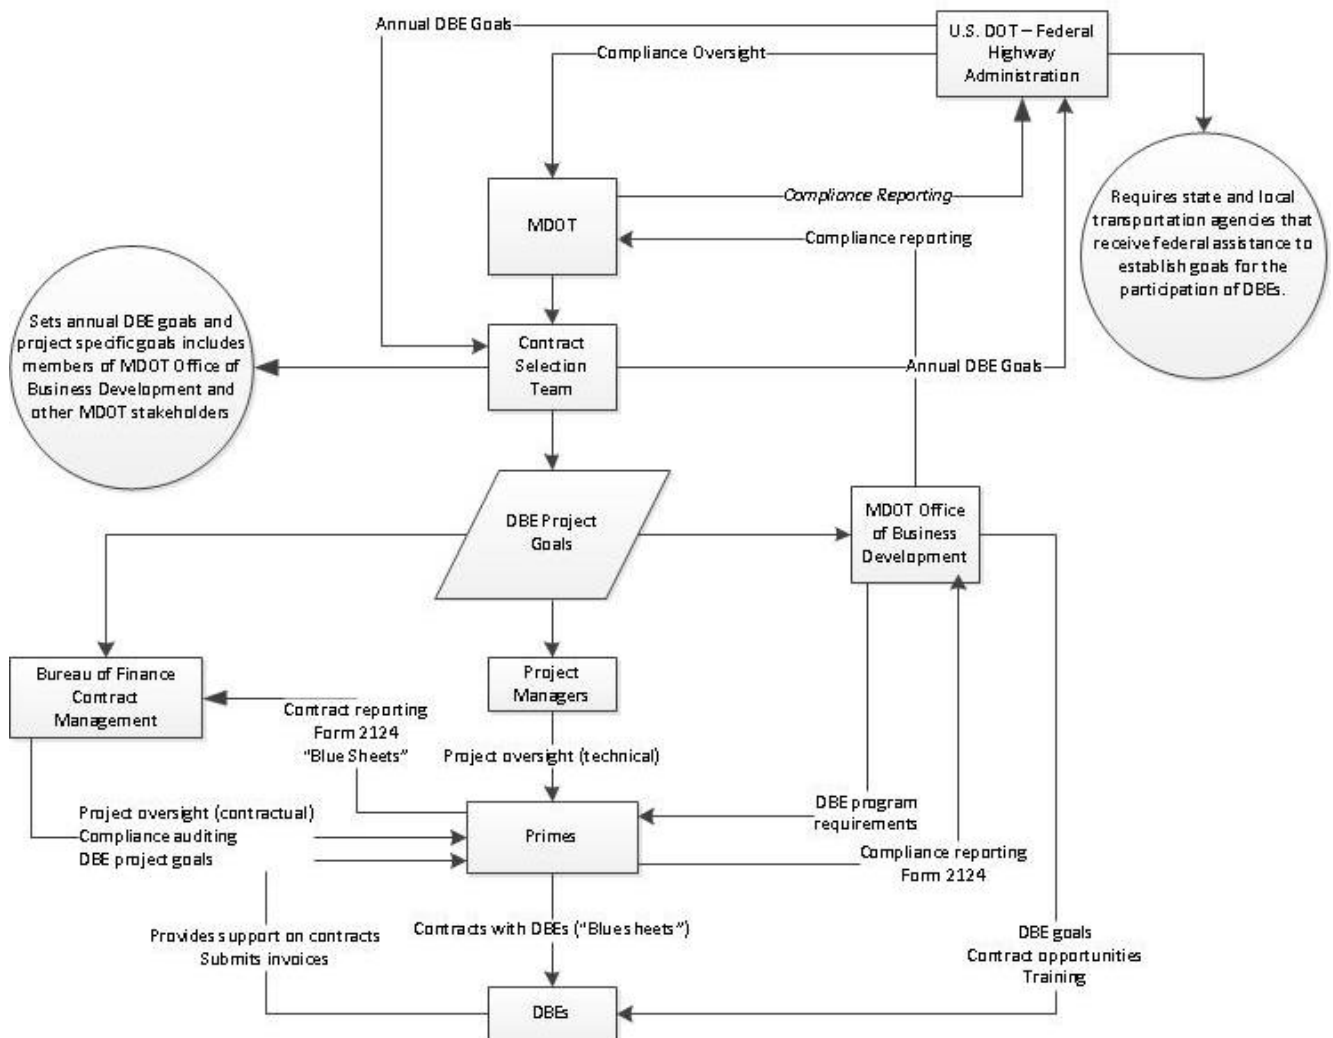 Annual DBE Goals
U.S. DOT – Federal
Highway
Administration
Compliance Oversight
MDOT
Compliance Reporting
Compliance reporting
Requires state and local
transportation agencies that
receive federal assistance to
establish goals for the
participation of DBEs.
Sets annual DBE goals and
project specific goals includes
members of MDOT Office of
Business Development and
other MDOT stakeholders
Contract
Selection
Team
Annual DBE Goals
DBE Project
Goals
MDOT Office
of Business
Development
Bureau of Finance
Contract
Management
Project
Managers
Contract reporting
Form 2124
"Blue Sheets"
Project oversight (technical)
Project oversight (contractual)
Compliance auditing
DBE project goals
Primes
DBE program
requirements
Compliance reporting
Form 2124
Provides support on contracts
Submits invoices
Contracts with DBEs ("Blue sheets")
DBE goals
Contract opportunities
Training
DBEs